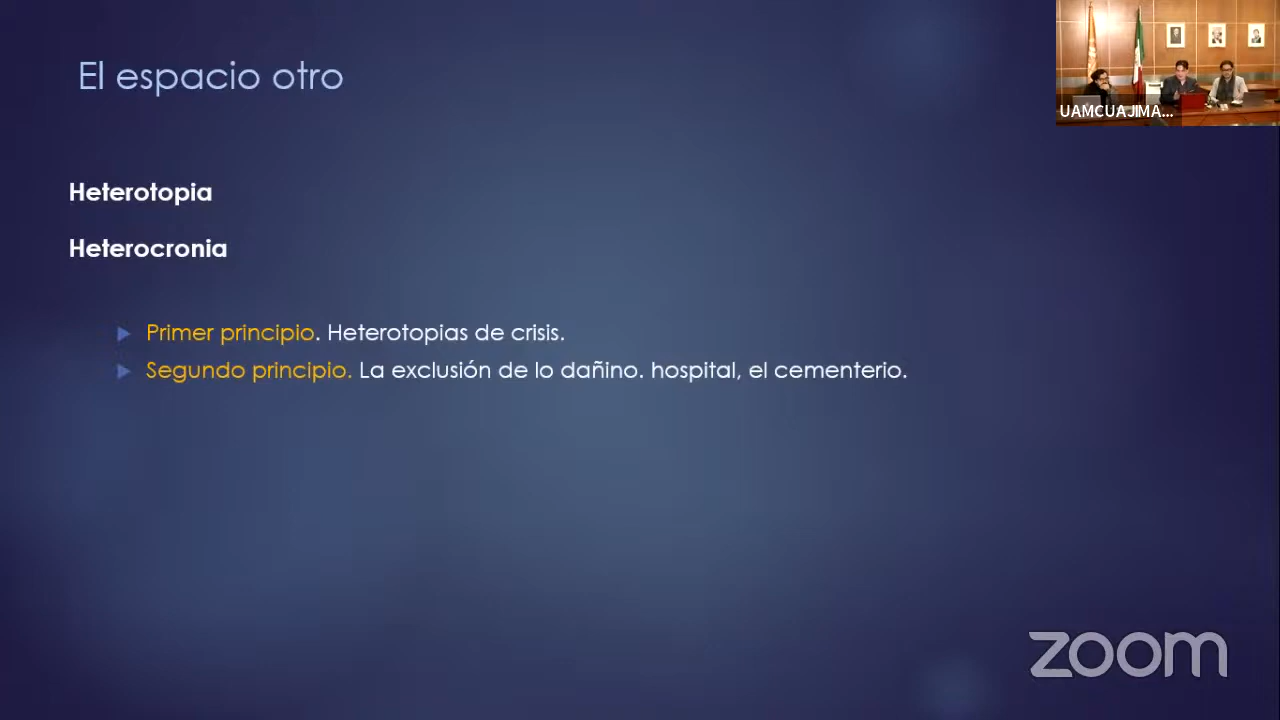 El espacio otro
UAMCUAJIMA...
Heterotopia
Heterocronia
Primer principio. Heterotopias de crisis.
Segundo principio. La exclusión de lo dañino. hospital, el cementerio.
zoom